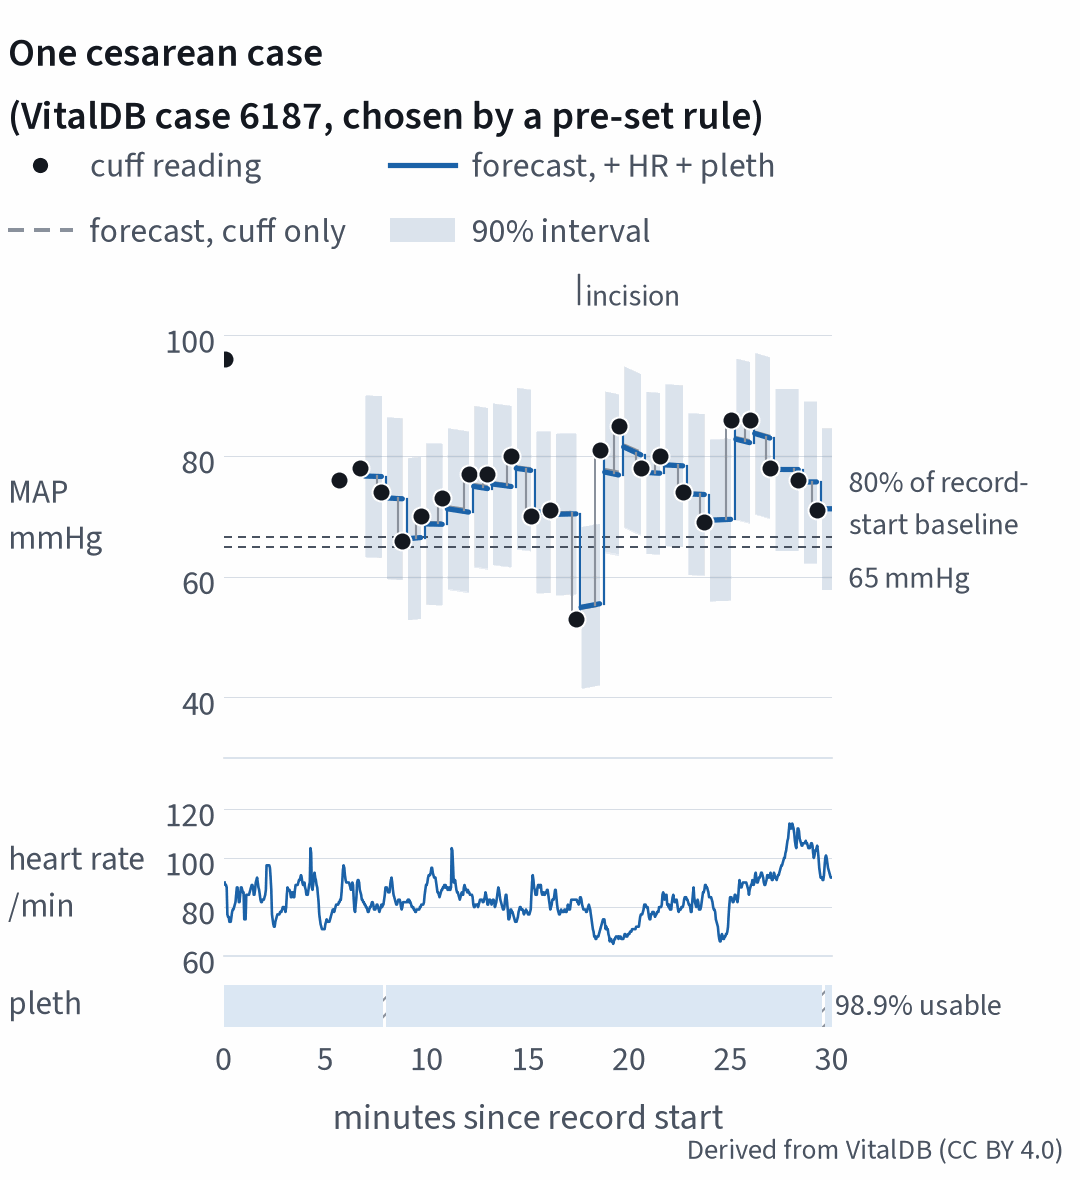 One cesarean case
(VitalDB case 6187, chosen by a pre-set rule)
cuff reading
forecast, + HR + pleth
forecast, cuff only
90% interval
incision
100
80
60
40
MAP
mmHg
80% of record-
start baseline
65 mmHg
120
100
80
60
heart rate
/min
pleth
98.9% usable
0 5 10 15 20 25 30
minutes since record start
Derived from VitalDB (CC BY 4.0)